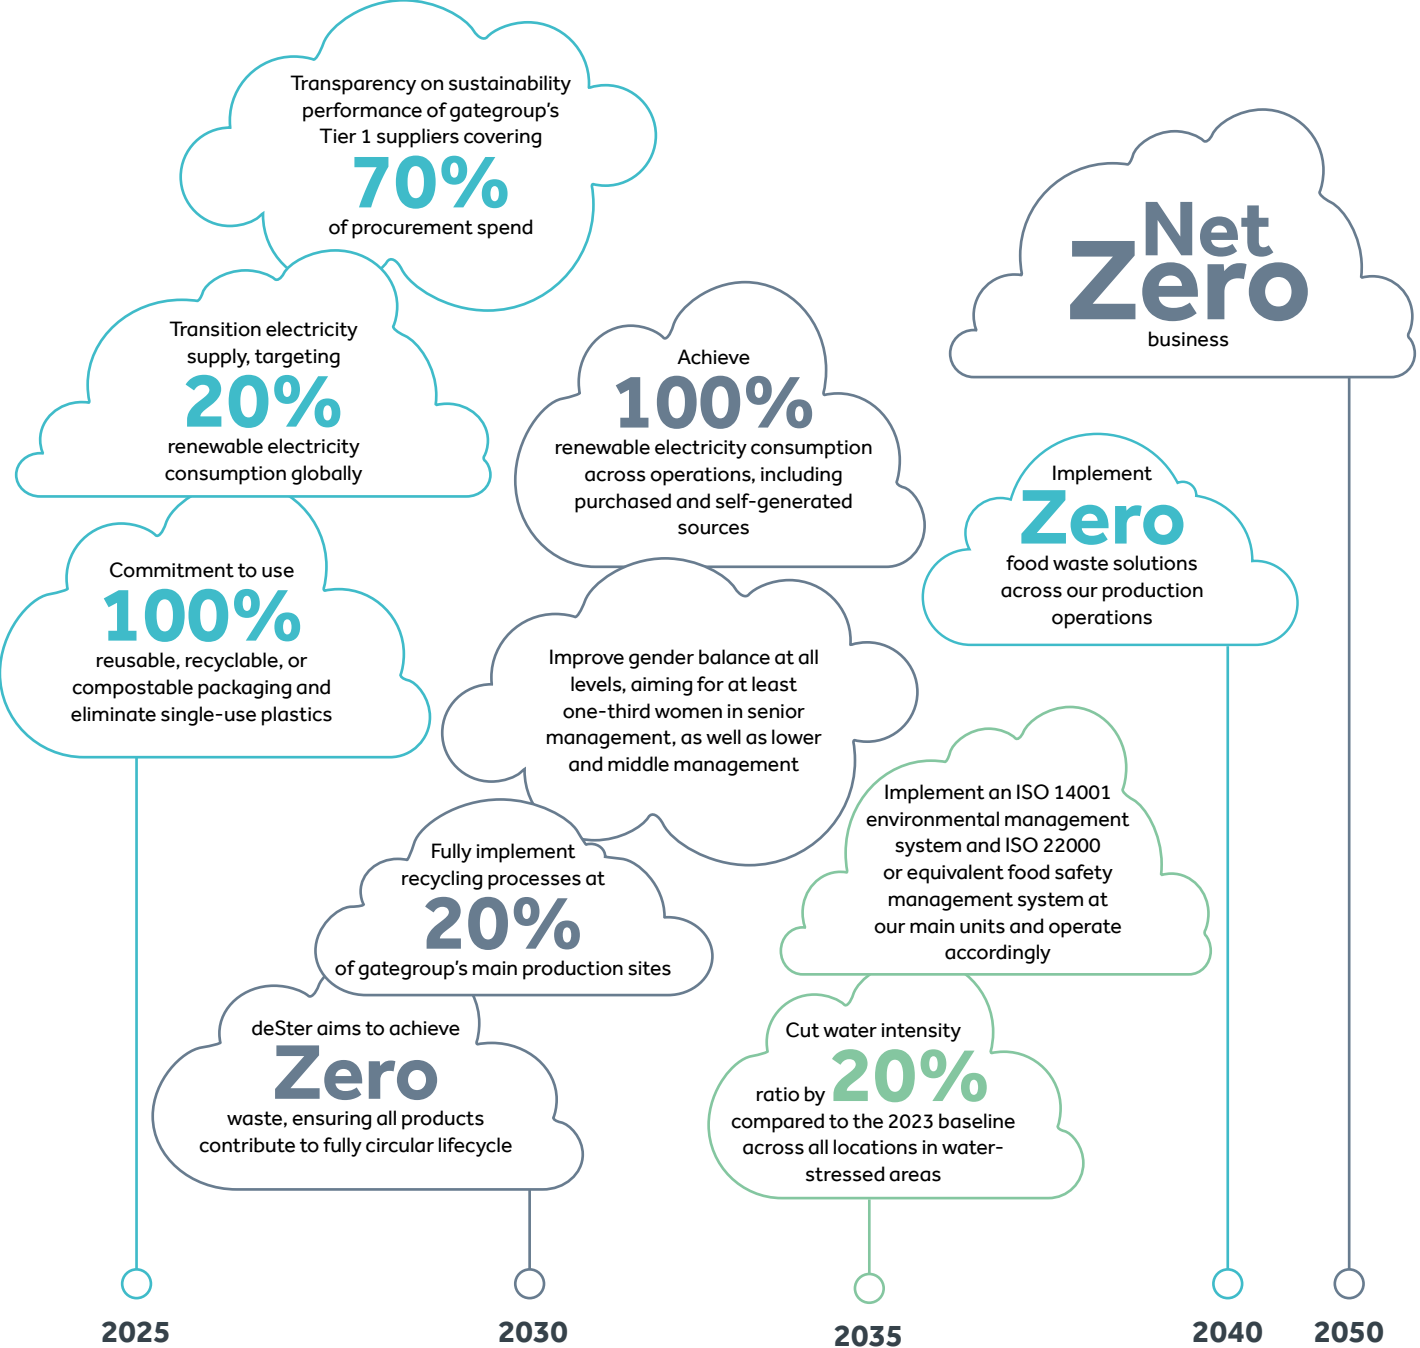 Transparency on sustainability
performance of gategroup's
Tier 1 suppliers covering
70%
of procurement spend
Transition electricity
supply, targeting
20%
renewable electricity
consumption globally
Commitment to use
100%
reusable, recyclable, or
compostable packaging and
eliminate single-use plastics
Achieve
100%
renewable electricity consumption
across operations, including
purchased and self-generated
sources
Improve gender balance at all
levels, aiming for at least
one-third women in senior
management, as well as lower
and middle management
Fully implement
recycling processes at
20%
of gategroup's main production sites
deSter aims to achieve
Zero
waste, ensuring all products
contribute to fully circular lifecycle
Implement an ISO 14001
environmental management
system and ISO 22000
or equivalent food safety
management system at
our main units and operate
accordingly
Cut water intensity
ratio by 20%
compared to the 2023 baseline
across all locations in water-
stressed areas
Implement
Zero
food waste solutions
across our production
operations
Net
Zero
business
2025
2030
2035
2040
2050